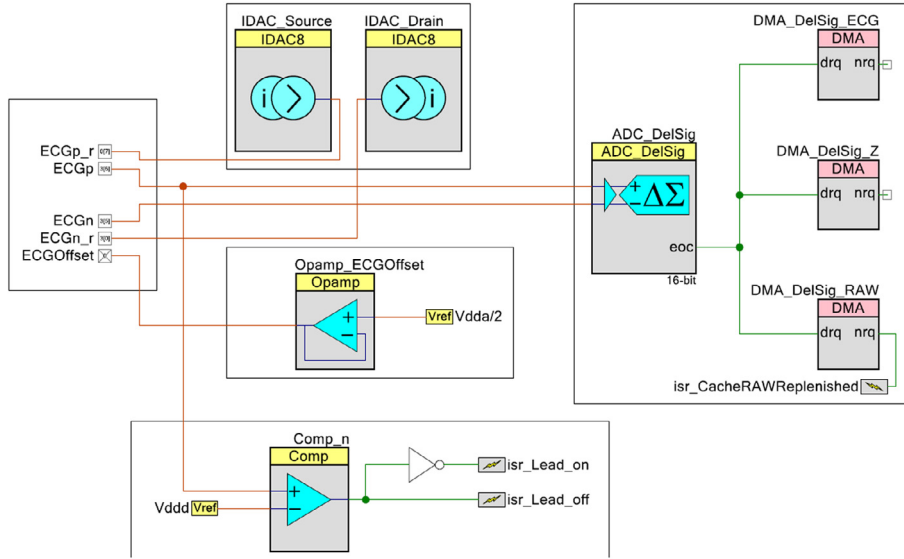 IDAC_Source
IDAC8
i
IDAC_Drain
IDAC8
i
ECGp_r
ECGp
ECGn
ECGn_r
ECGOffset
Opamp_ECGOffset
Opamp
+
−
Vref Vdda/2
ADC_DelSig
ADC_DelSig
+
−
ΔΣ
eoc
16-bit
DMA_DelSig_ECG
DMA
drq nrq
DMA_DelSig_Z
DMA
drq nrq
DMA_DelSig_RAW
DMA
drq nrq
isr_CacheRAWReplenished
Comp_n
Comp
+
−
Vddd Vref
isr_Lead_on
isr_Lead_off